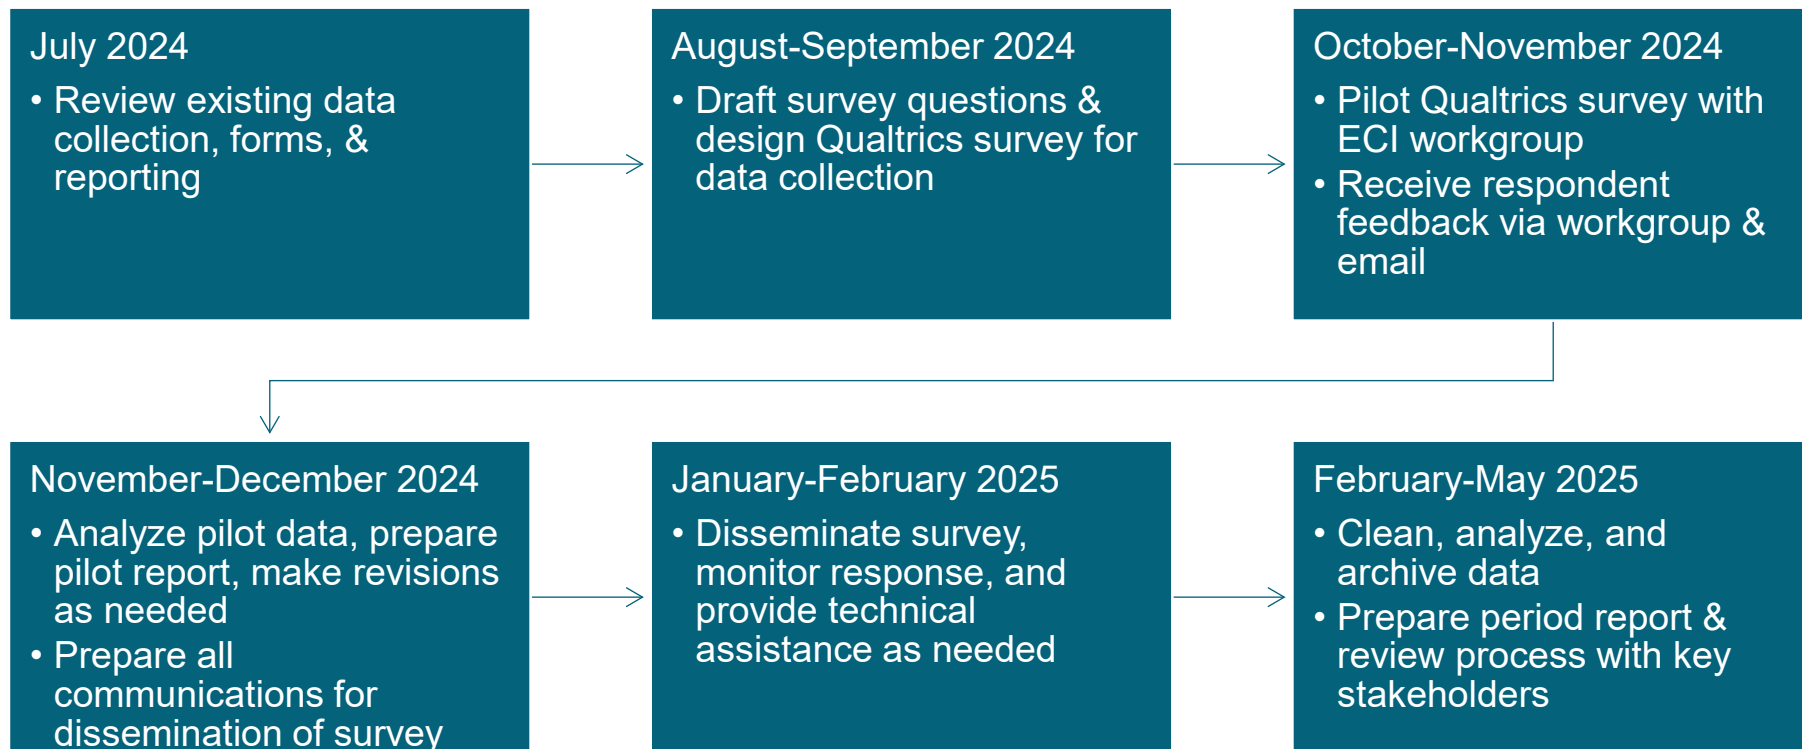 July 2024
• Review existing data
collection, forms, &
reporting
August-September 2024
• Draft survey questions &
design Qualtrics survey for
data collection
October-November 2024
• Pilot Qualtrics survey with
ECI workgroup
• Receive respondent
feedback via workgroup &
email
November-December 2024
• Analyze pilot data, prepare
pilot report, make revisions
as needed
• Prepare all
communications for
dissemination of survey
January-February 2025
• Disseminate survey,
monitor response, and
provide technical
assistance as needed
February-May 2025
• Clean, analyze, and
archive data
• Prepare period report &
review process with key
stakeholders